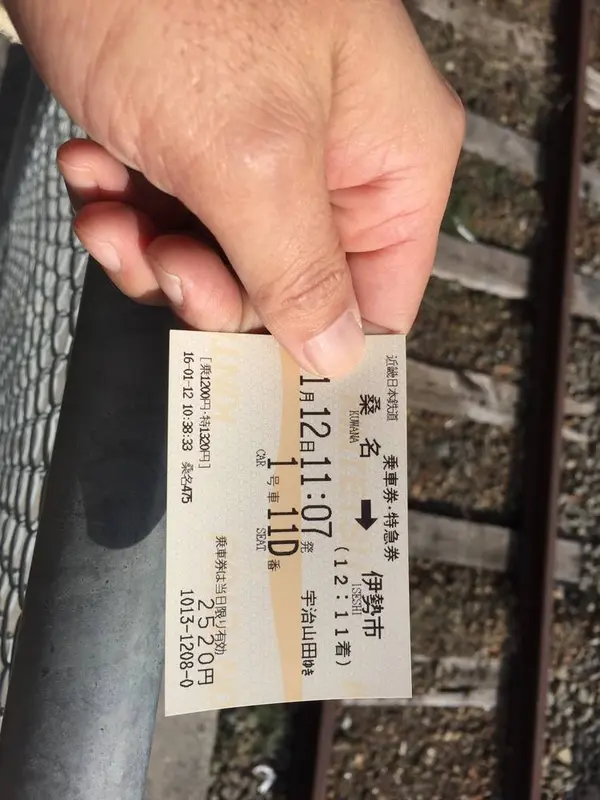 近畿日本鉄道 乗車券・特急券
桑名 ➡ 伊勢市
KUWANA ISESHI
(12:11着)
1月12日 11:07発 宇治山田ゆき
1号車 11D番
CAR SEAT
乗車券は当日限り有効
[乗1200円・特1320円] 2520円
16-01-12 10:38:33 桑名475 1013-1208-0